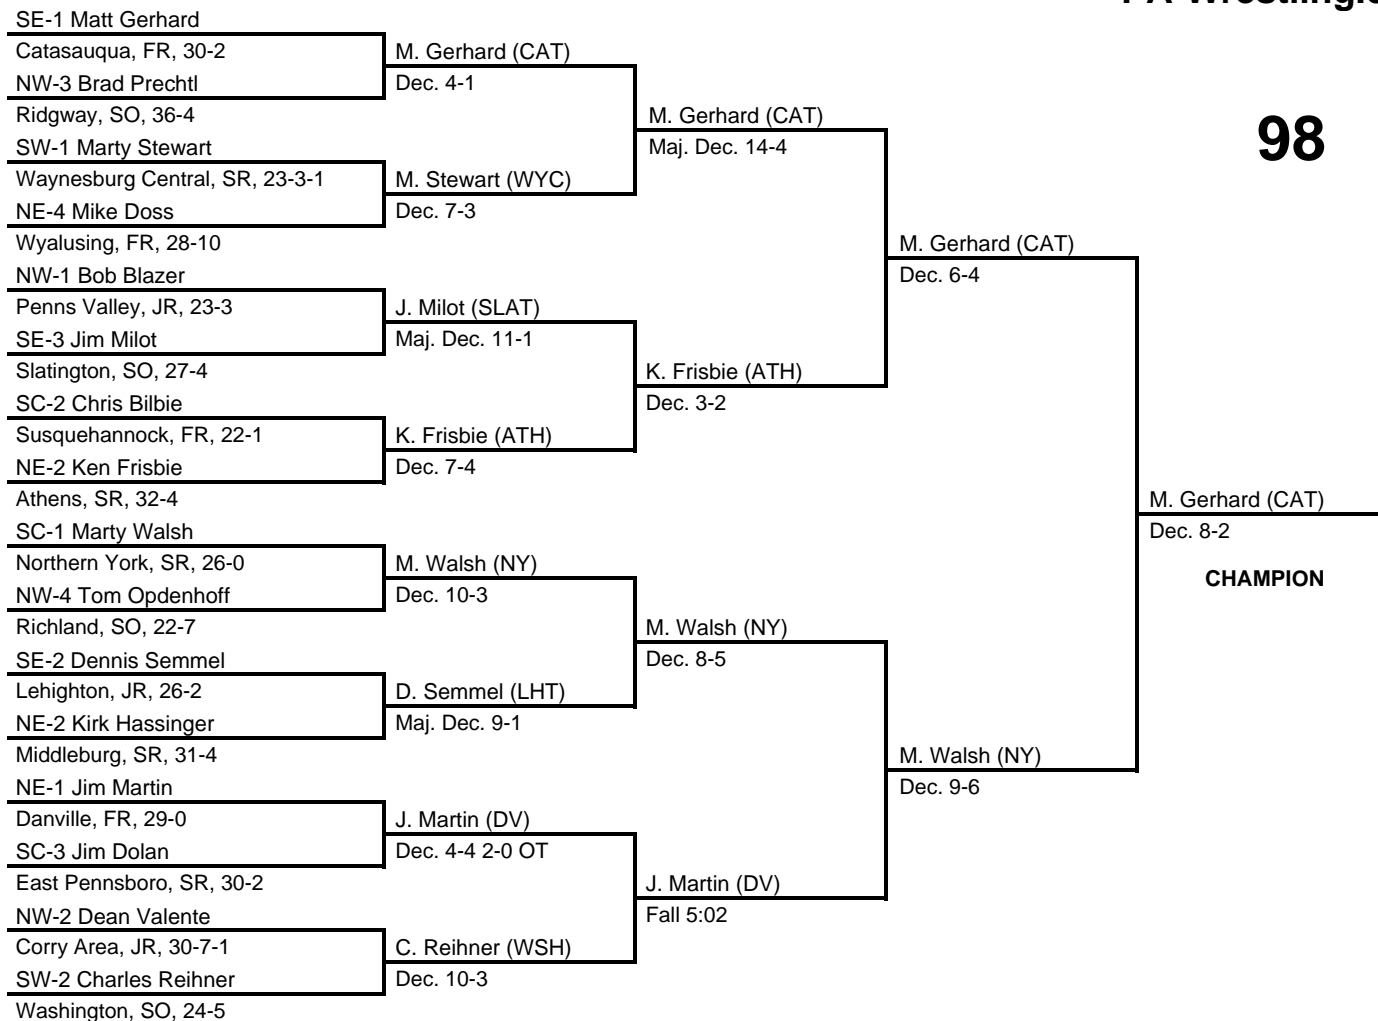 SE-1 Matt Gerhard
Catasauqua, FR, 30-2
NW-3 Brad Prechtl
Ridgway, SO, 36-4
SW-1 Marty Stewart
Waynesburg Central, SR, 23-3-1
NE-4 Mike Doss
Wyalusing, FR, 28-10
NW-1 Bob Blazer
Penns Valley, JR, 23-3
SE-3 Jim Milot
Slatington, SO, 27-4
SC-2 Chris Bilbie
Susquehannock, FR, 22-1
NE-2 Ken Frisbie
Athens, SR, 32-4
SC-1 Marty Walsh
Northern York, SR, 26-0
NW-4 Tom Opdenhoff
Richland, SO, 22-7
SE-2 Dennis Semmel
Lehighton, JR, 26-2
NE-2 Kirk Hassinger
Middleburg, SR, 31-4
NE-1 Jim Martin
Danville, FR, 29-0
SC-3 Jim Dolan
East Pennsboro, SR, 30-2
NW-2 Dean Valente
Corry Area, JR, 30-7-1
SW-2 Charles Reihner
Washington, SO, 24-5
M. Gerhard (CAT)
Dec. 4-1
M. Stewart (WYC)
Dec. 7-3
J. Milot (SLAT)
Maj. Dec. 11-1
K. Frisbie (ATH)
Dec. 7-4
M. Walsh (NY)
Dec. 10-3
D. Semmel (LHT)
Maj. Dec. 9-1
J. Martin (DV)
Dec. 4-4 2-0 OT
C. Reihner (WSH)
Dec. 10-3
M. Gerhard (CAT)
Maj. Dec. 14-4
K. Frisbie (ATH)
Dec. 3-2
M. Walsh (NY)
Dec. 8-5
J. Martin (DV)
Fall 5:02
M. Gerhard (CAT)
Dec. 6-4
M. Walsh (NY)
Dec. 9-6
98
M. Gerhard (CAT)
Dec. 8-2
CHAMPION